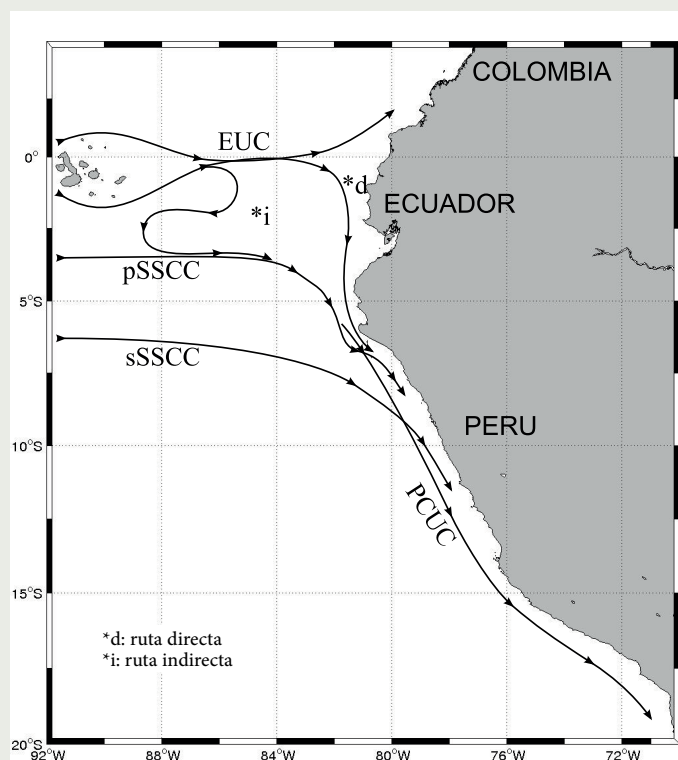 COLOMBIA
EUC
0°
*d
ECUADOR
*i
pSSCC
5°S
sSSCC
PERU
10°S
PCUC
15°S
*d: ruta directa
*i: ruta indirecta
20°S
92°W 88°W 84°W 80°W 76°W 72°W